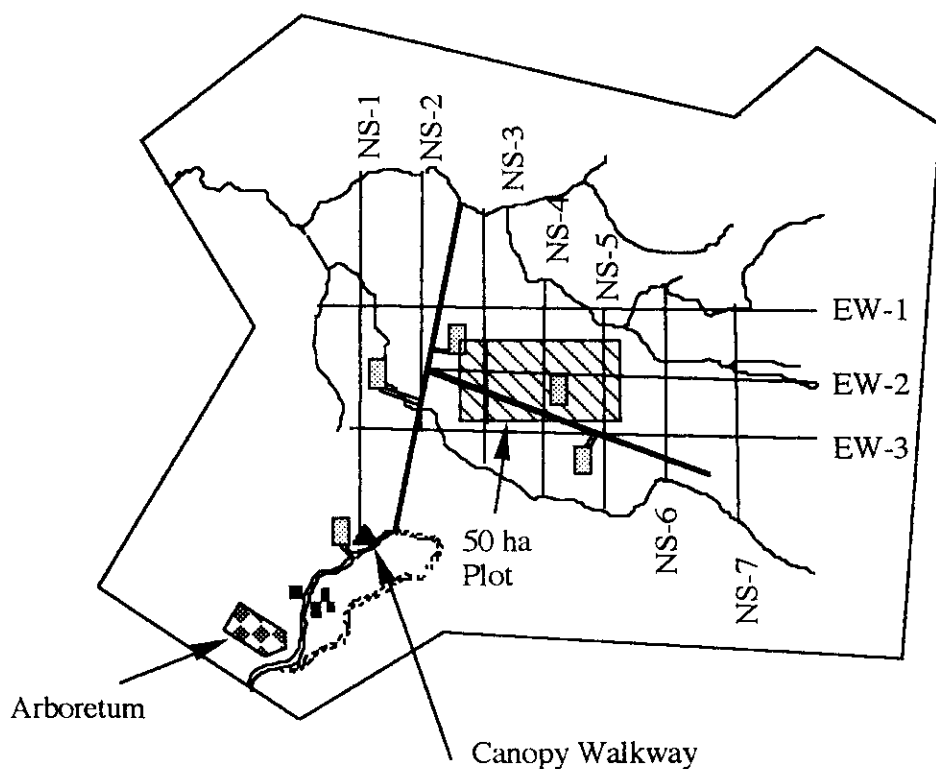 NS-1
NS-2
NS-3
NS-4
NS-5
EW-1
EW-2
EW-3
50 ha
Plot
NS-6
NS-7
Arboretum
Canopy Walkway